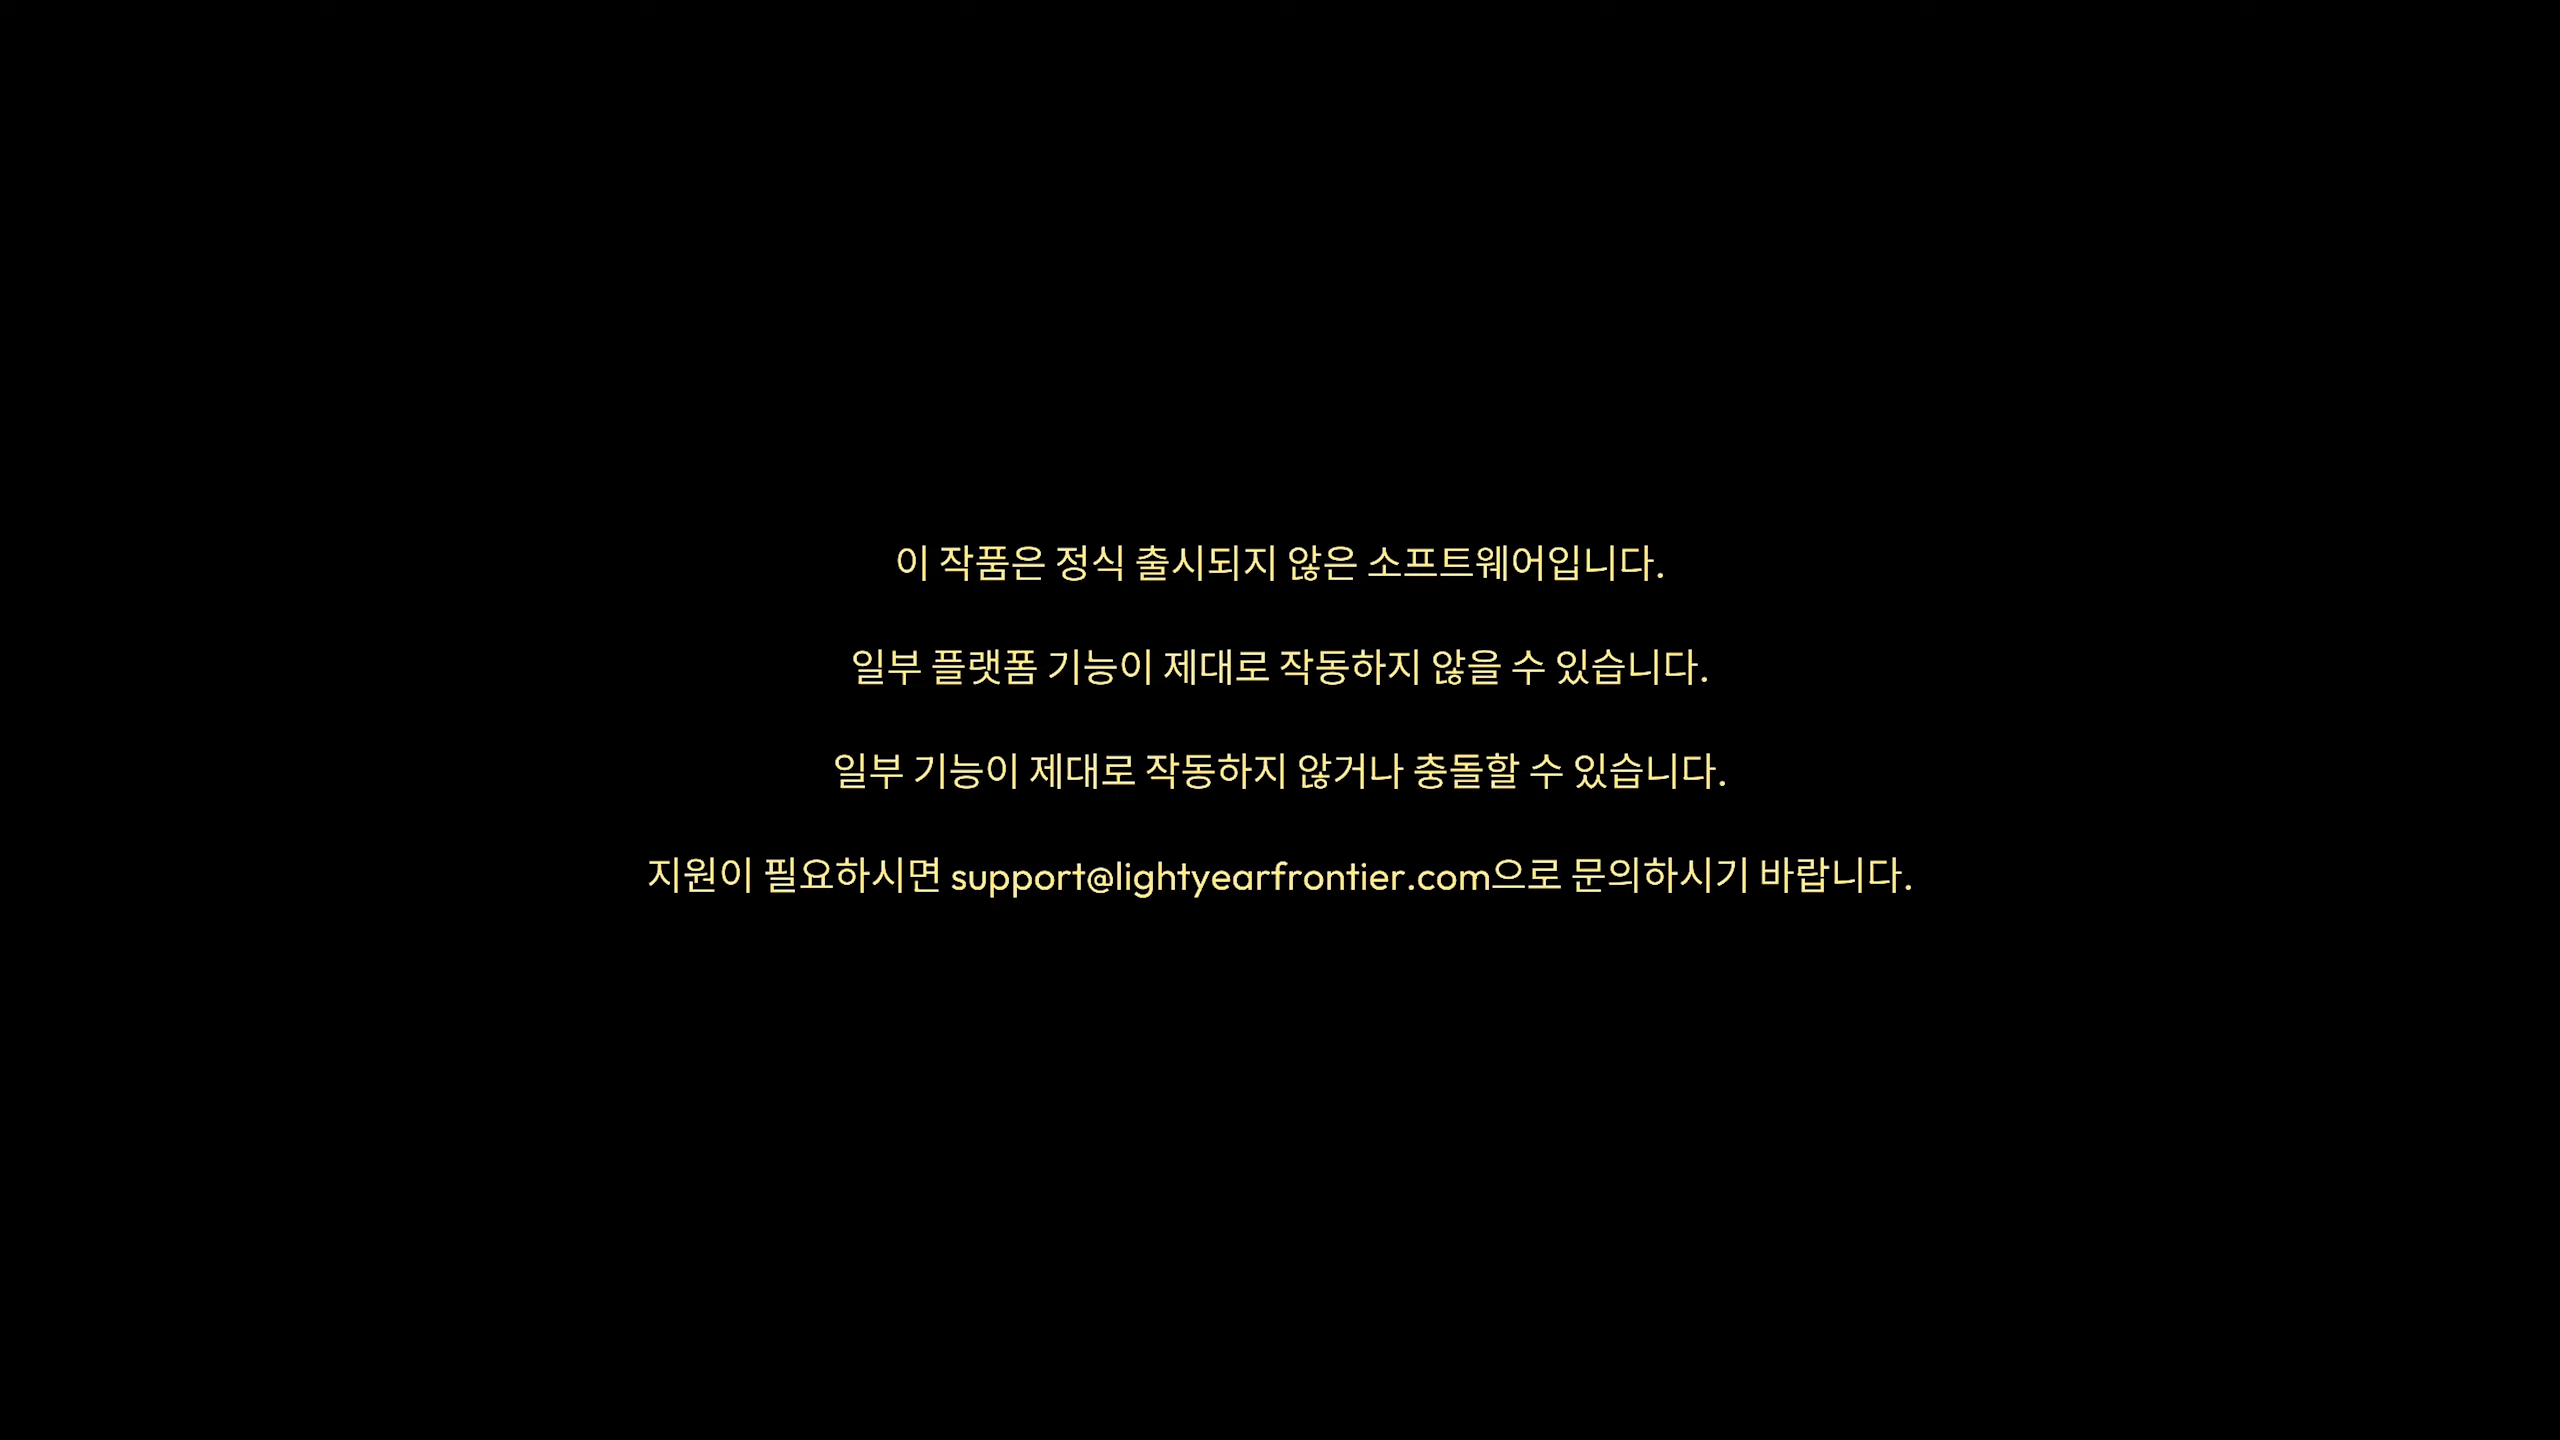 이 작품은 정식 출시되지 않은 소프트웨어입니다.
일부 플랫폼 기능이 제대로 작동하지 않을 수 있습니다.
일부 기능이 제대로 작동하지 않거나 충돌할 수 있습니다.
지원이 필요하시면 support@lightyearfrontier.com으로 문의하시기 바랍니다.